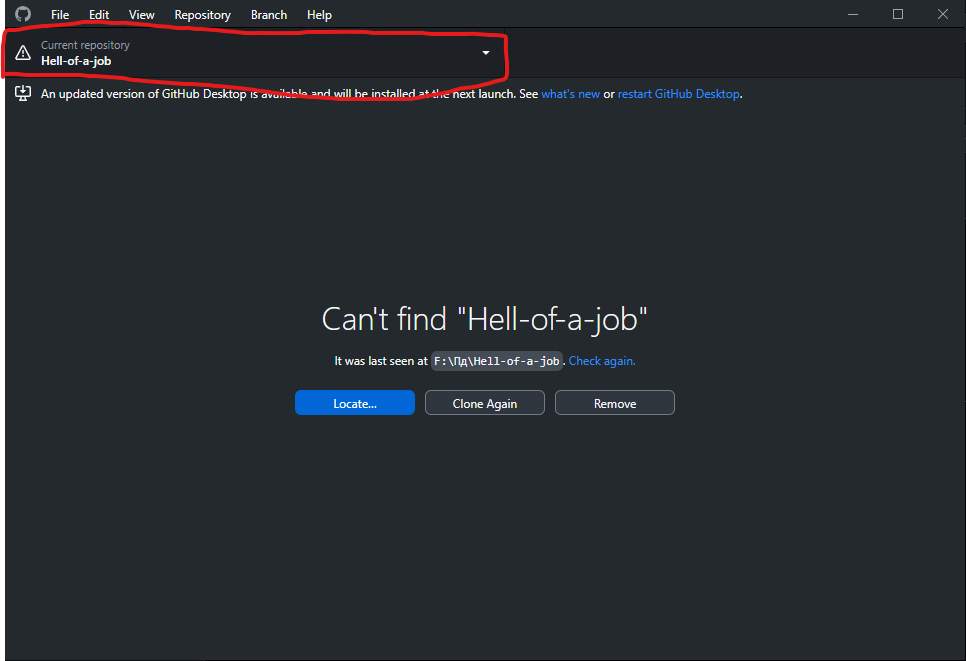 File Edit View Repository Branch Help
Current repository
Hell-of-a-job
An updated version of GitHub Desktop is available and will be installed at the next launch. See what's new or restart GitHub Desktop.
Can't find "Hell-of-a-job"
It was last seen at F:\Пд\Hell-of-a-job. Check again.
Locate... Clone Again Remove